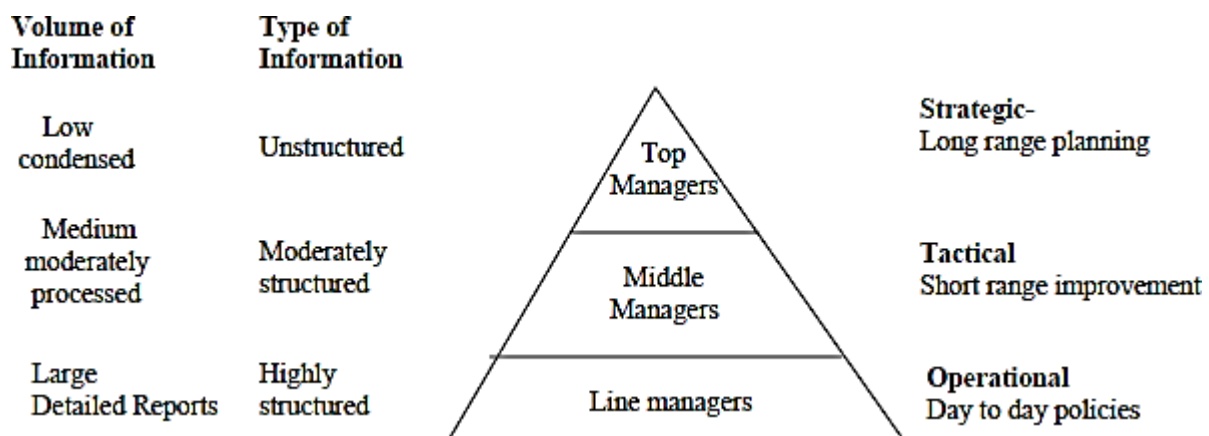 Volume of
Information
Type of
Information
Low
condensed
Unstructured
Top
Managers
Strategic-
Long range planning
Medium
moderately
processed
Moderately
structured
Middle
Managers
Tactical
Short range improvement
Large
Detailed Reports
Highly
structured
Line managers
Operational
Day to day policies